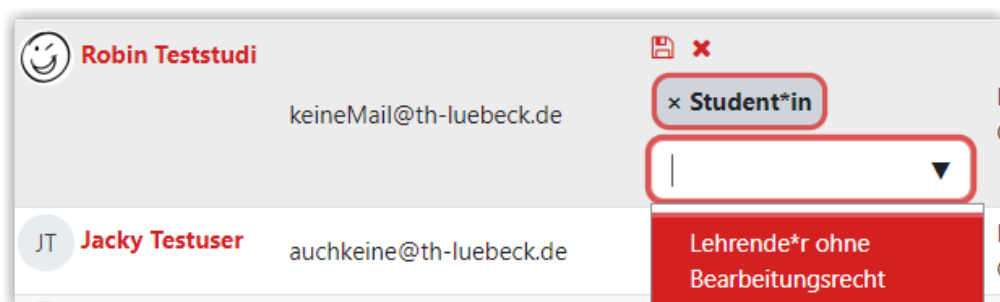 Robin Teststudi
keineMail@th-luebeck.de
× Student*in
JT
Jacky Testuser
auchkeine@th-luebeck.de
Lehrende*r ohne
Bearbeitungsrecht